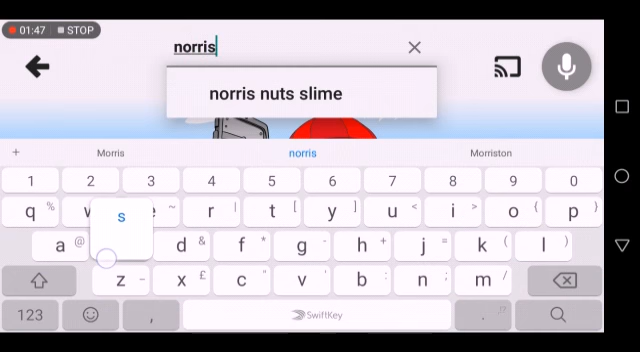 01:47 STOP
norris
norris nuts slime
+ Morris norris Morriston
1 2 3 4 5 6 7 8 9 0
q % w e ~ r | t [ y ] u < i > o { p }
s
a @ d & f * g - h + j = k ( l )
z _ x £ c " v ' b : n ; m /
123 , SwiftKey .